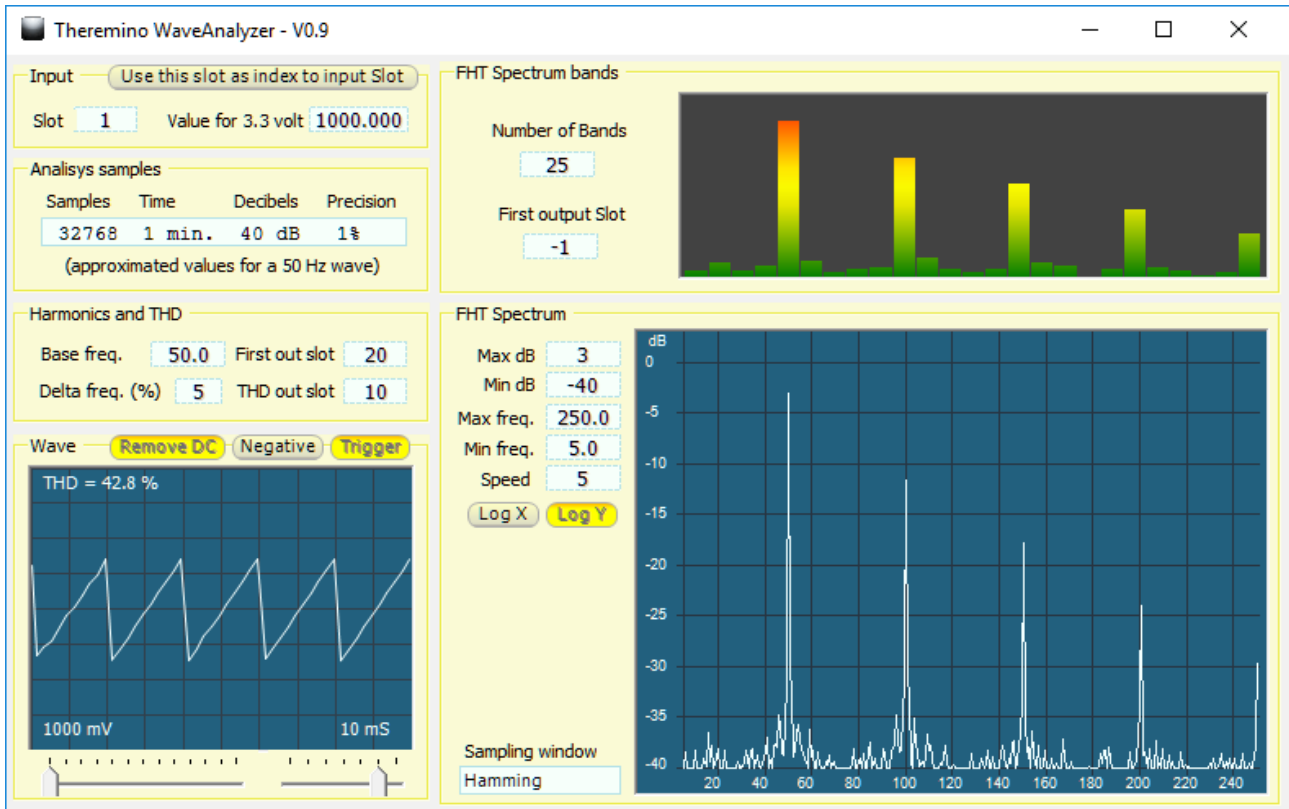 Theremino WaveAnalyzer - V0.9
Input
Use this slot as index to input Slot
Slot 1 Value for 3.3 volt 1000.000
Analisys samples
Samples Time Decibels Precision
32768 1 min. 40 dB 1%
(approximated values for a 50 Hz wave)
Harmonics and THD
Base freq. 50.0 First out slot 20
Delta freq. (%) 5 THD out slot 10
Wave Remove DC Negative Trigger
THD = 42.8 %
1000 mV 10 mS
FHT Spectrum bands
Number of Bands
25
First output Slot
-1
FHT Spectrum
Max dB 3
Min dB -40
Max freq. 250.0
Min freq. 5.0
Speed 5
Log X Log Y
Sampling window
Hamming
dB
0
-5
-10
-15
-20
-25
-30
-35
-40
20 40 60 80 100 120 140 160 180 200 220 240